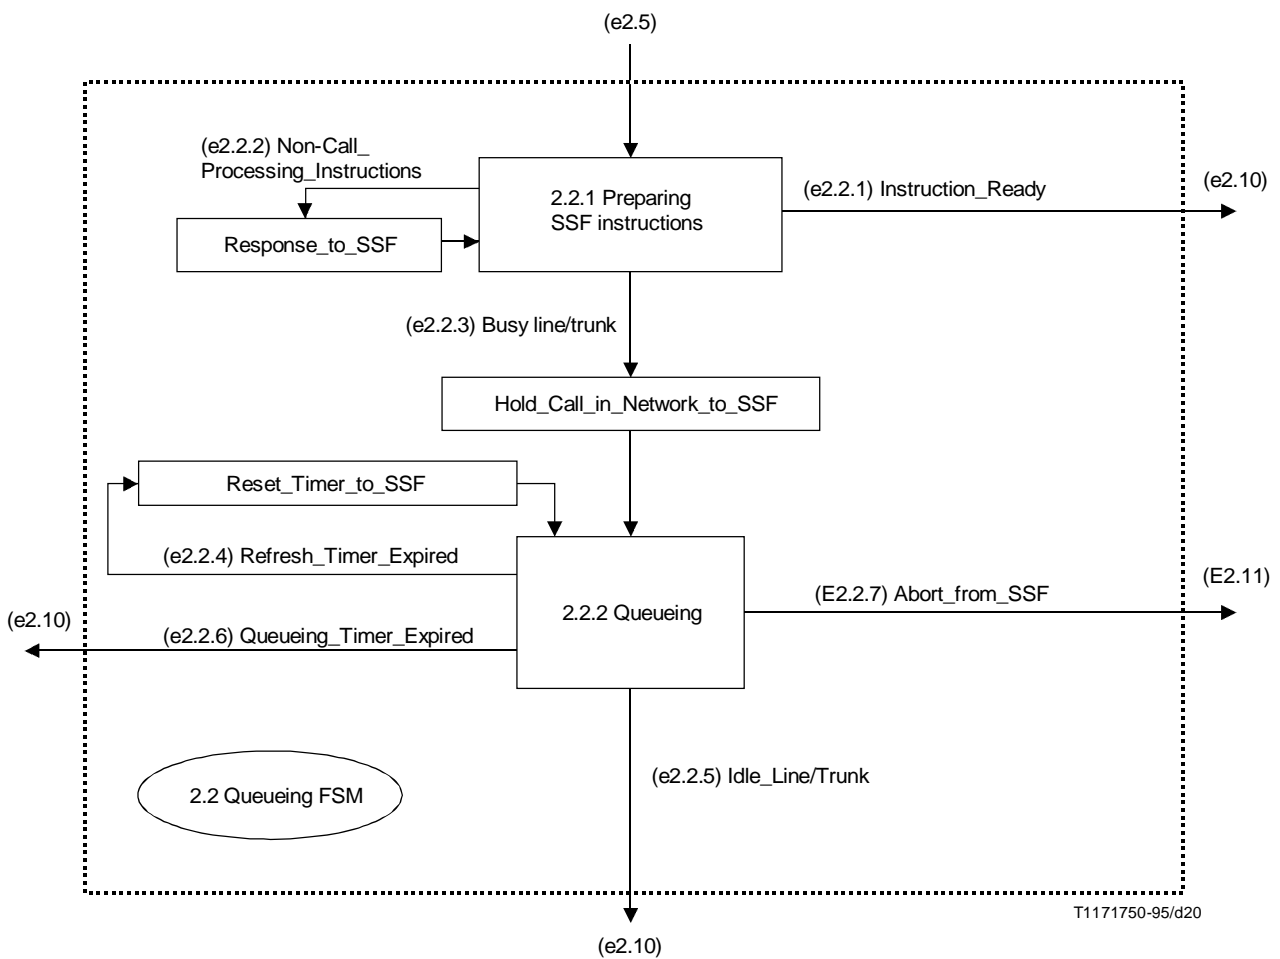 (e2.5)
(e2.2.2) Non-Call_
Processing_Instructions
2.2.1 Preparing
SSF instructions
(e2.2.1) Instruction_Ready
(e2.10)
Response_to_SSF
(e2.2.3) Busy line/trunk
Hold_Call_in_Network_to_SSF
Reset_Timer_to_SSF
(e2.2.4) Refresh_Timer_Expired
(E2.11)
(E2.2.7) Abort_from_SSF
2.2.2 Queueing
(e2.10)
(e2.2.6) Queueing_Timer_Expired
(e2.2.5) Idle_Line/Trunk
2.2 Queueing FSM
T1171750-95/d20
(e2.10)